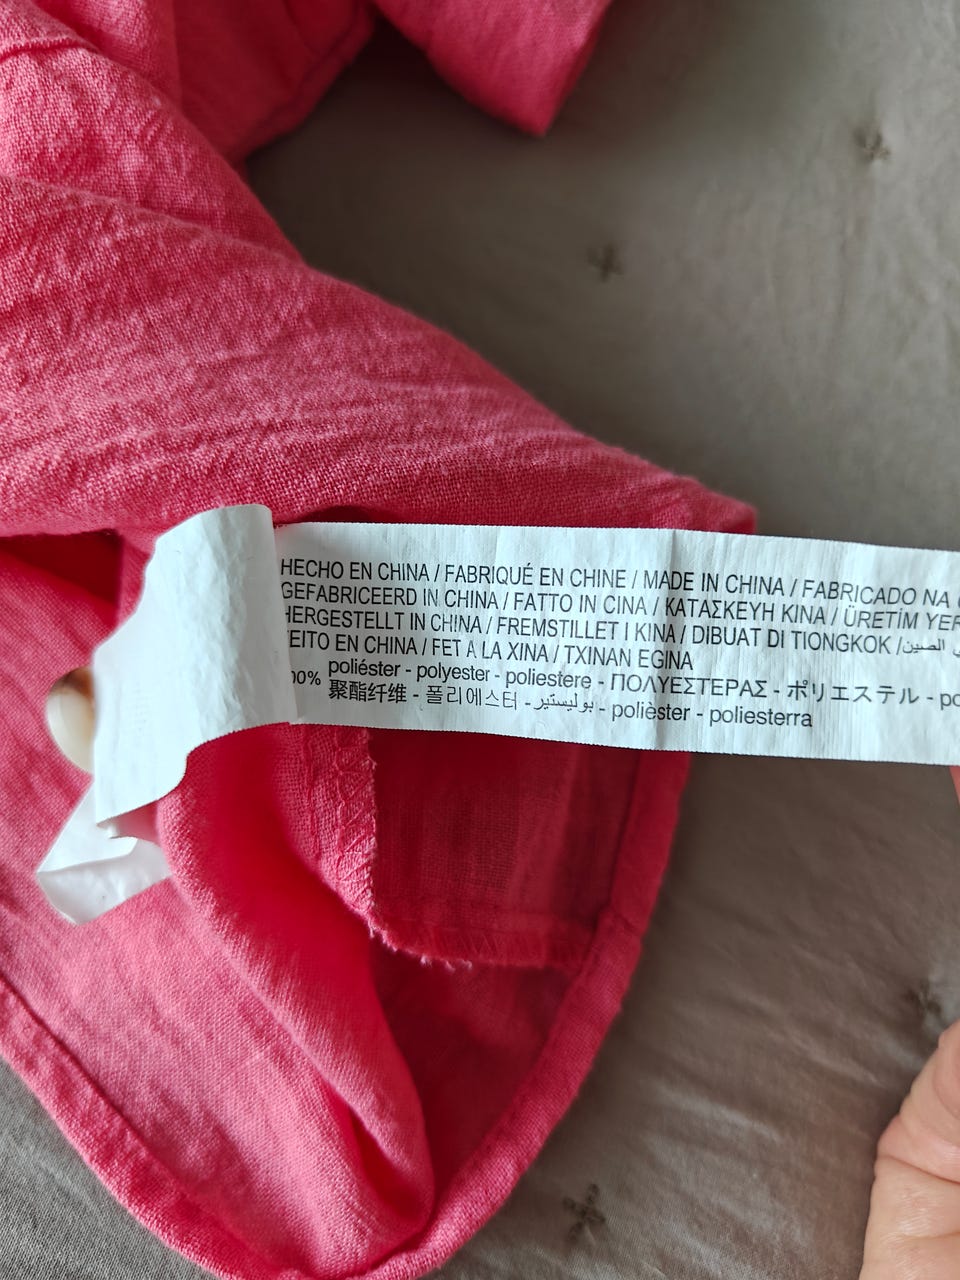 HECHO EN CHINA / FABRIQUÉ EN CHINE / MADE IN CHINA / FABRICADO NA
GEFABRICEERD IN CHINA / FATTO IN CINA / ΚΑΤΑΣΚΕΥΗ ΚΙΝΑ / ÜRETİM YER
HERGESTELLT IN CHINA / FREMSTILLET I KINA / DIBUAT DI TIONGKOK / الصين
FEITO EN CHINA / FET A LA XINA / TXINAN EGINA
00% poliéster - polyester - poliestere - ΠΟΛΥΕΣΤΕΡΑΣ - ポリエステル - po
聚酯纤维 - 폴리에스터 - بوليستير - polièster - poliesterra